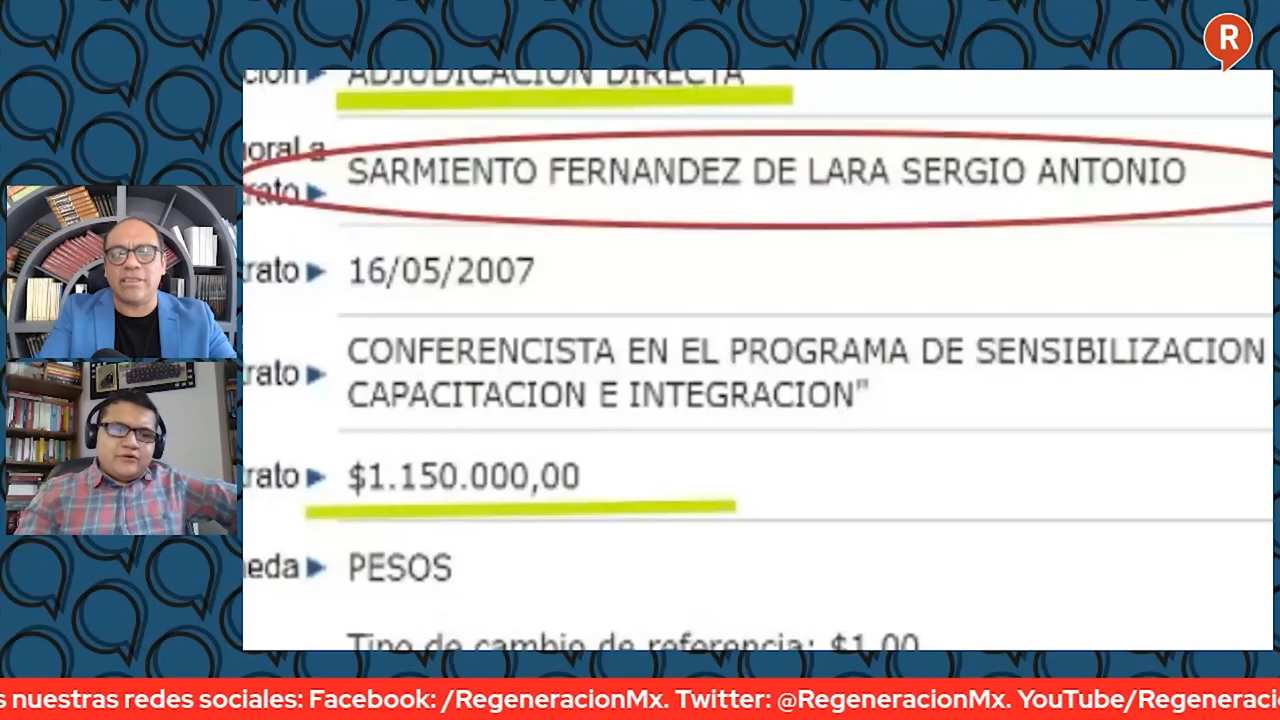 R
ADJUDICACION DIRECTA
SARMIENTO FERNANDEZ DE LARA SERGIO ANTONIO
rato ▶ 16/05/2007
CONFERENCISTA EN EL PROGRAMA DE SENSIBILIZACION
rato ▶ CAPACITACION E INTEGRACION"
rato ▶ $1.150.000,00
eda ▶ PESOS
Tipo de cambio de referencia: $1.00
s nuestras redes sociales: Facebook: /RegeneracionMx. Twitter: @RegeneracionMx. YouTube/Regeneraci